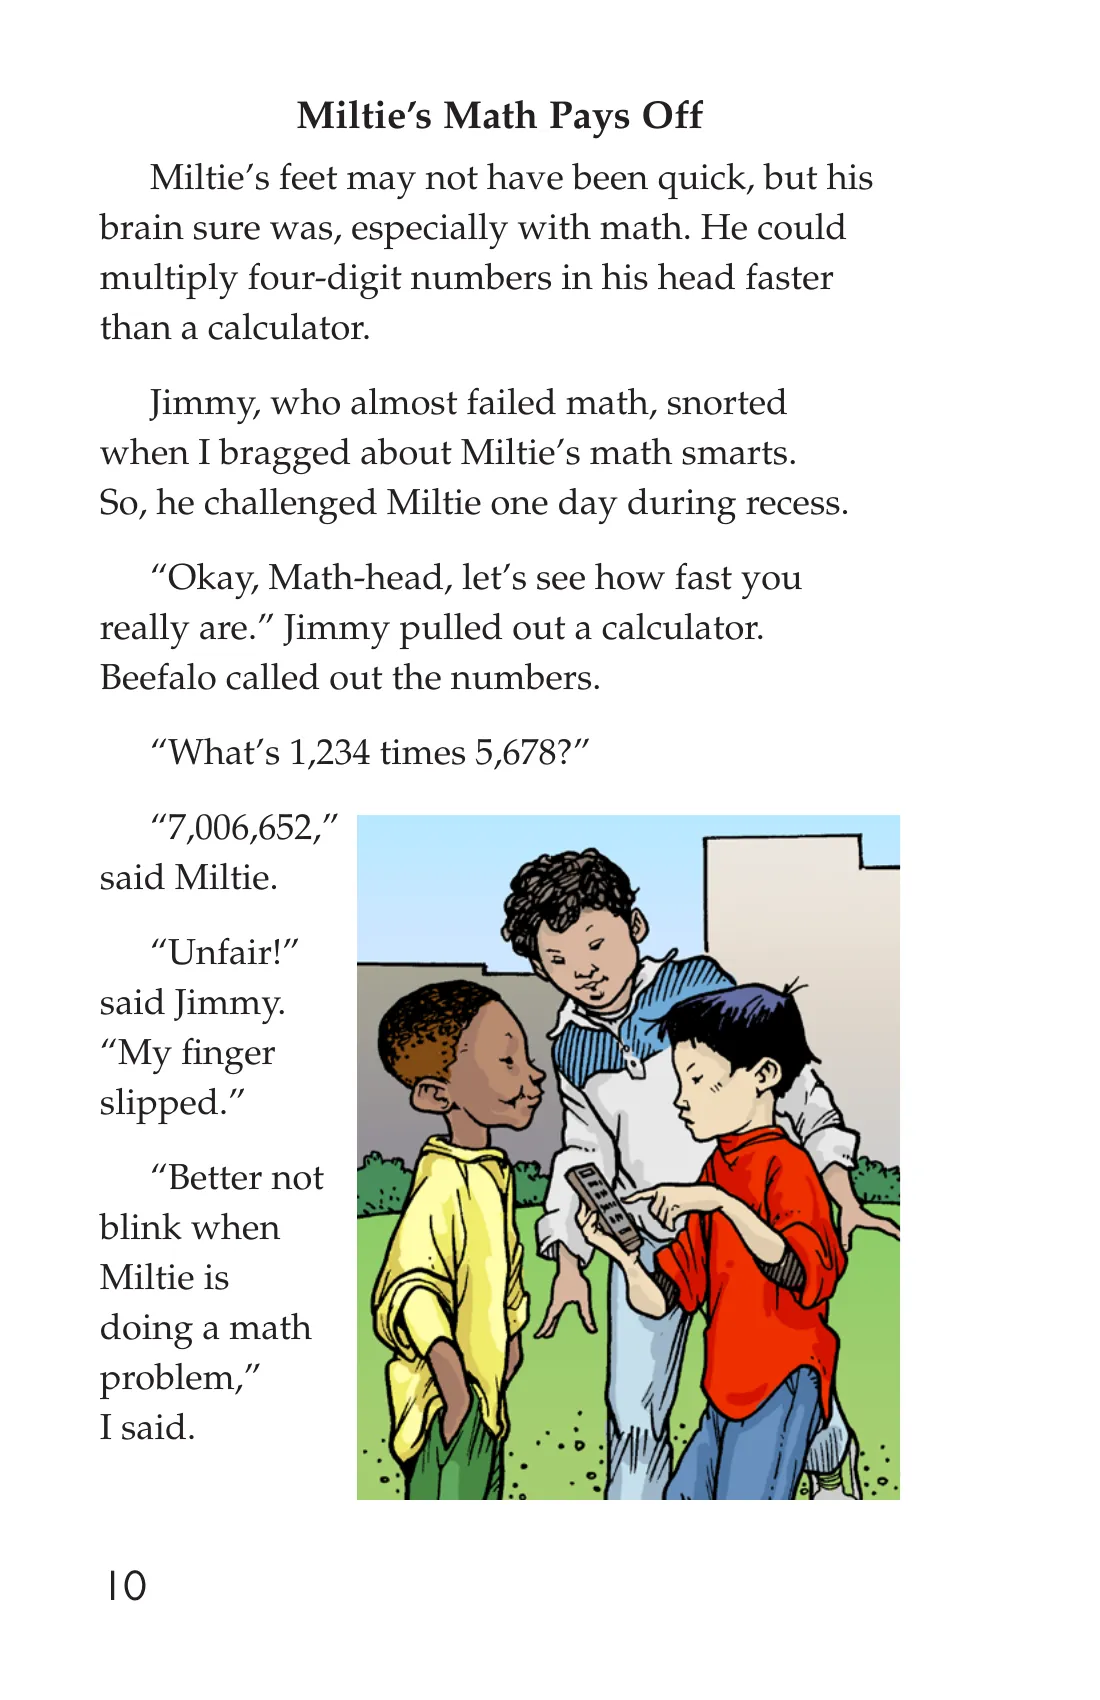 Miltie’s Math Pays Off
Miltie’s feet may not have been quick, but his
brain sure was, especially with math. He could
multiply four-digit numbers in his head faster
than a calculator.
Jimmy, who almost failed math, snorted
when I bragged about Miltie’s math smarts.
So, he challenged Miltie one day during recess.
“Okay, Math-head, let’s see how fast you
really are.” Jimmy pulled out a calculator.
Beefalo called out the numbers.
“What’s 1,234 times 5,678?”
“7,006,652,”
said Miltie.
“Unfair!”
said Jimmy.
“My finger
slipped.”
“Better not
blink when
Miltie is
doing a math
problem,”
I said.
10